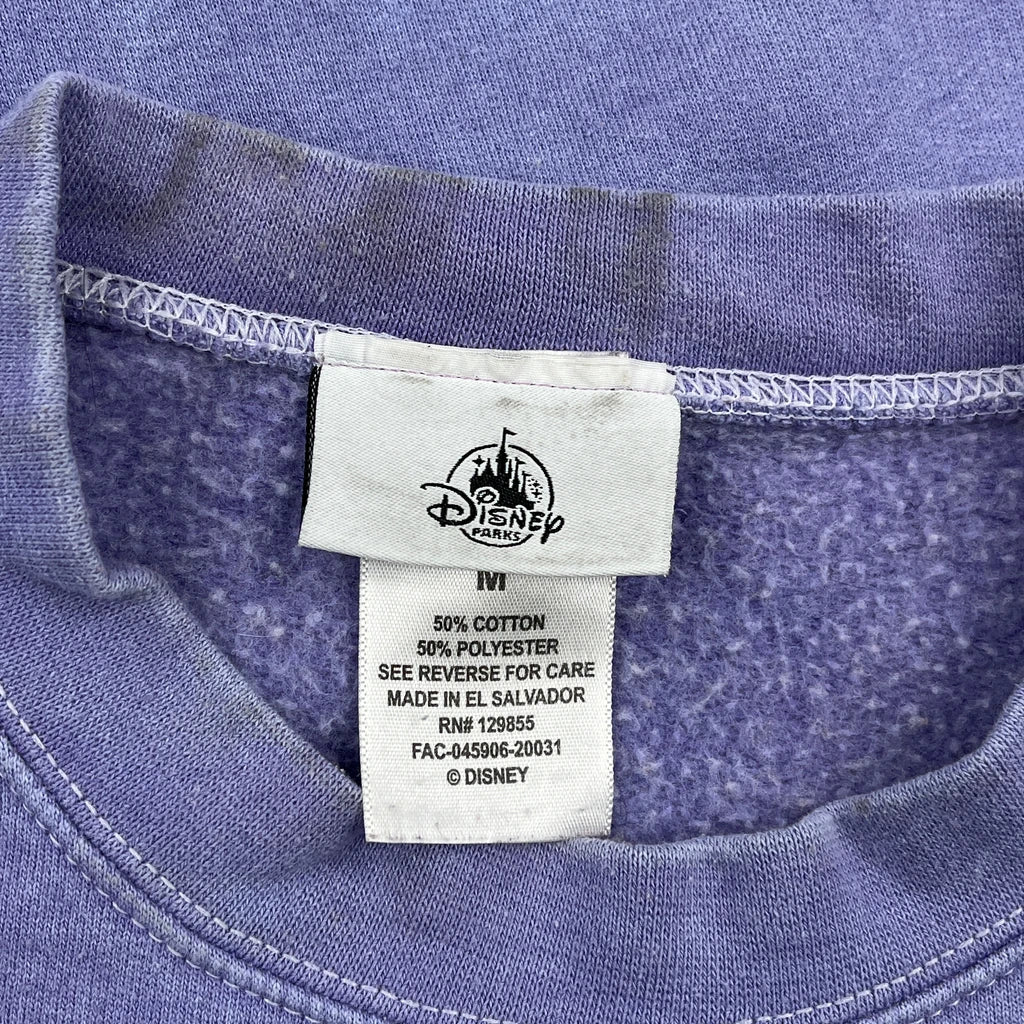 Disney
PARKS
M
50% COTTON
50% POLYESTER
SEE REVERSE FOR CARE
MADE IN EL SALVADOR
RN# 129855
FAC-045906-20031
© DISNEY